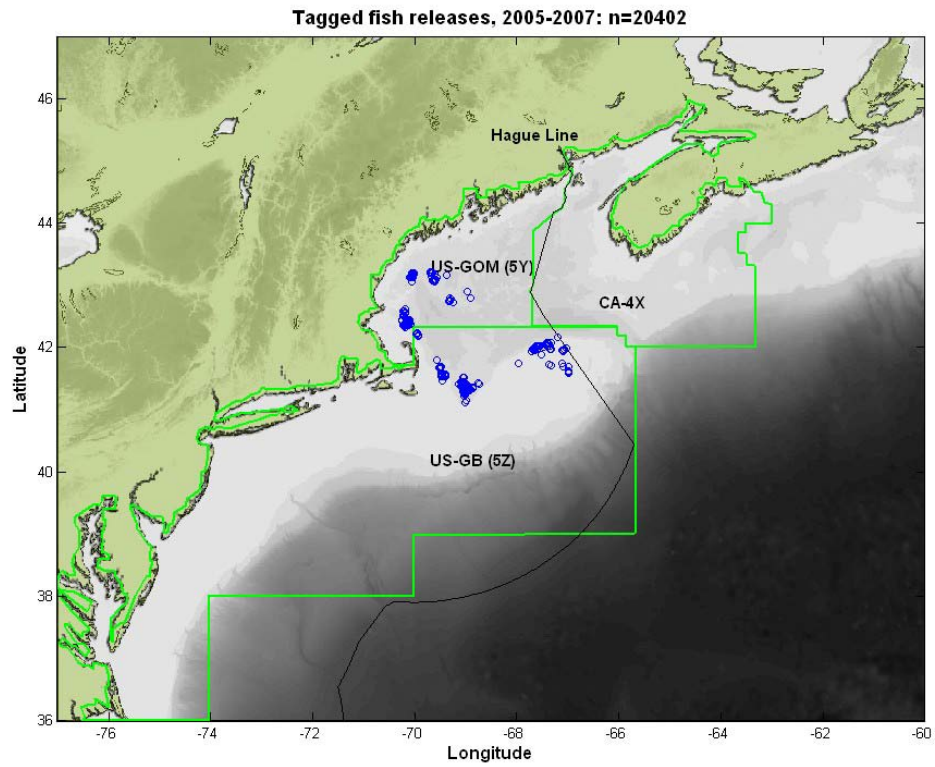 Tagged fish releases, 2005-2007: n=20402
46
Hague Line
44
US-GOM (5Y)
CA-4X
42
Latitude
40
US-GB (5Z)
38
36
-76
-74
-72
-70
-68
-66
-64
-62
-60
Longitude